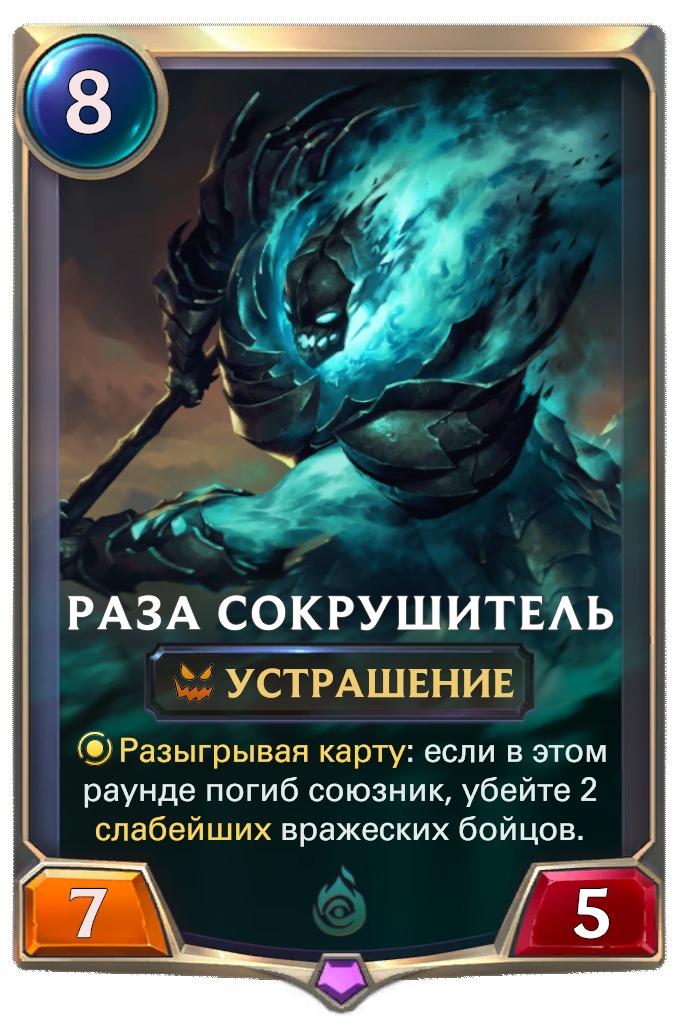 8
РАЗА СОКРУШИТЕЛЬ
УСТРАШЕНИЕ
Разыгрывая карту: если в этом
раунде погиб союзник, убейте 2
слабейших вражеских бойцов.
7
5